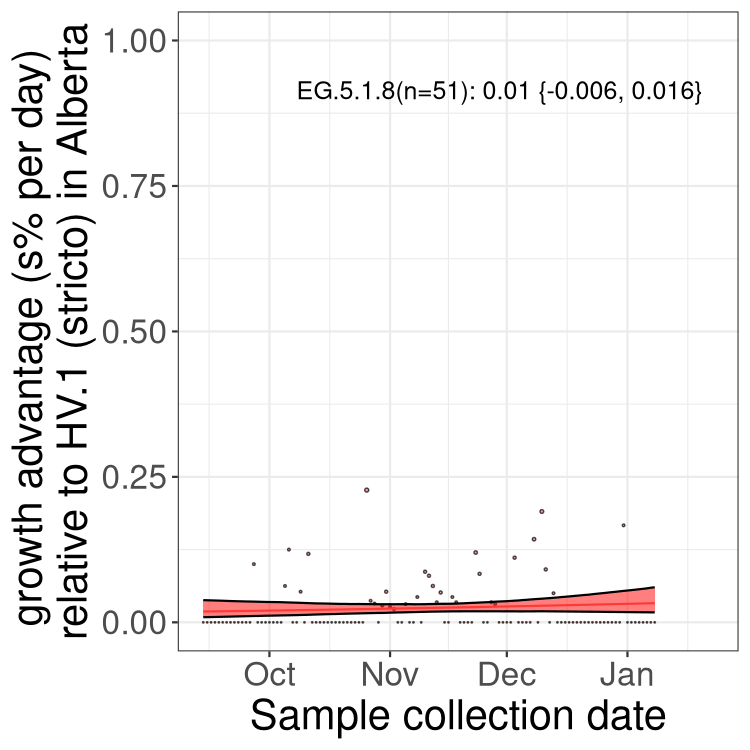 growth advantage (s% per day)
relative to HV.1 (stricto) in Alberta
1.00
0.75
0.50
0.25
0.00
EG.5.1.8(n=51): 0.01 {-0.006, 0.016}
Oct
Nov
Dec
Jan
Sample collection date